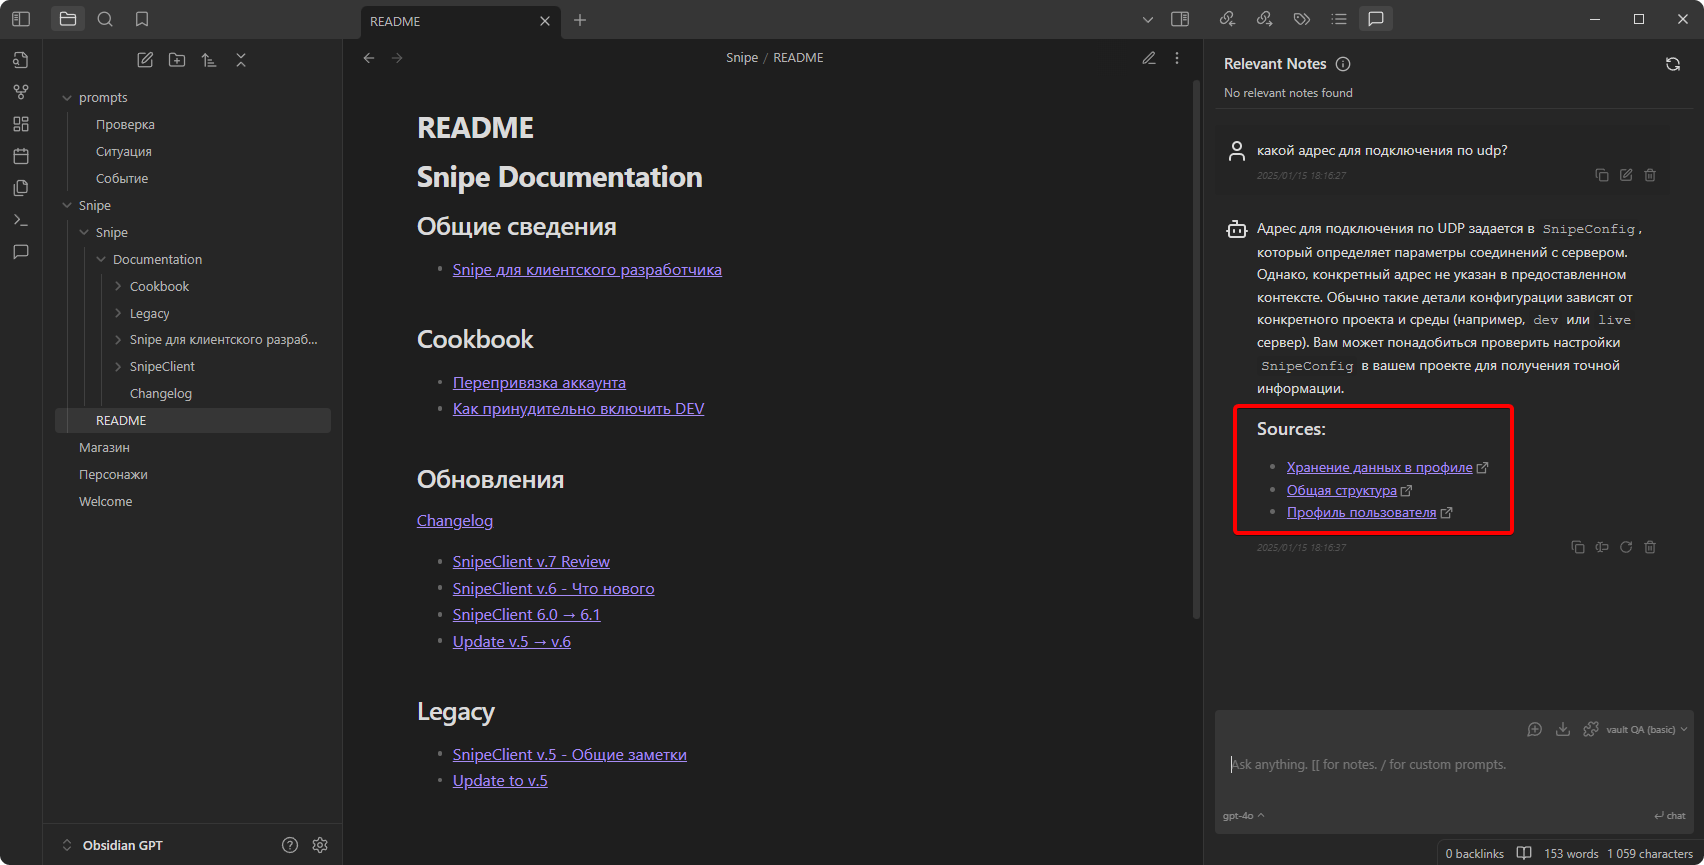 README
Snipe / README
prompts
Проверка
Ситуация
Событие
Snipe
Snipe
Documentation
Cookbook
Legacy
Snipe для клиентского разраб...
SnipeClient
Changelog
README
Магазин
Персонажи
Welcome
Obsidian GPT
README
Snipe Documentation
Общие сведения
Snipe для клиентского разработчика
Cookbook
Перепривязка аккаунта
Как принудительно включить DEV
Обновления
Changelog
SnipeClient v.7 Review
SnipeClient v.6 - Что нового
SnipeClient 6.0 → 6.1
Update v.5 → v.6
Legacy
SnipeClient v.5 - Общие заметки
Update to v.5
Relevant Notes
No relevant notes found
какой адрес для подключения по udp?
2025/01/15 18:16:27
Адрес для подключения по UDP задается в SnipeConfig,
который определяет параметры соединений с сервером.
Однако, конкретный адрес не указан в предоставленном
контексте. Обычно такие детали конфигурации зависят от
конкретного проекта и среды (например, dev или live
сервер). Вам может понадобиться проверить настройки
SnipeConfig в вашем проекте для получения точной
информации.
Sources:
Хранение данных в профиле
Общая структура
Профиль пользователя
2025/01/15 18:16:37
vault QA (basic)
Ask anything. [[ for notes. / for custom prompts.
gpt-4o
chat
0 backlinks
153 words
1 059 characters